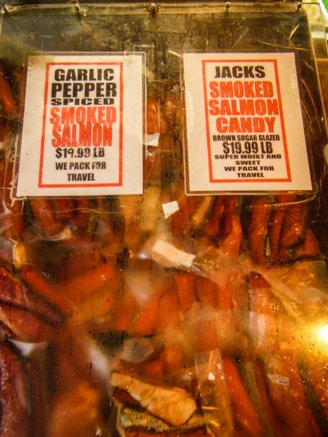 GARLIC
PEPPER
SPICED
SMOKED
SALMON
$19.99 LB
WE PACK FOR
TRAVEL
JACKS
SMOKED
SALMON
CANDY
BROWN SUGAR GLAZED
$19.99 LB
SUPER MOIST AND
SWEET
WE PACK FOR
TRAVEL